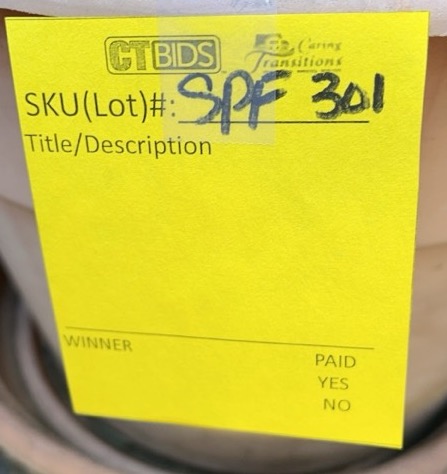 CTBIDS Caring Transitions
SKU(Lot)#: SPF 301
Title/Description
WINNER
PAID
YES
NO